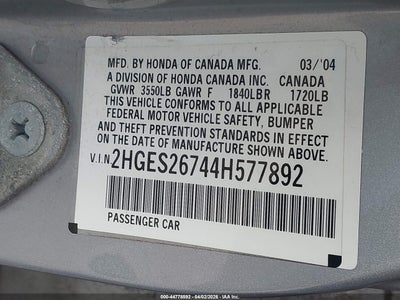 MFD. BY HONDA OF CANADA MFG. 03/'04
A DIVISION OF HONDA CANADA INC. CANADA
GVWR 3550LB GAWR F 1840LB R 1720LB
THIS VEHICLE CONFORMS TO ALL APPLICABLE
FEDERAL MOTOR VEHICLE SAFETY, BUMPER
AND THEFT PREVENTION STANDARDS IN EFFECT
ON THE DATE OF MANUFACTURE SHOWN ABOVE.
V.I.N. 2HGES26744H577892
PASSENGER CAR
000-44778693 - 04/02/2026 - IAA Inc.